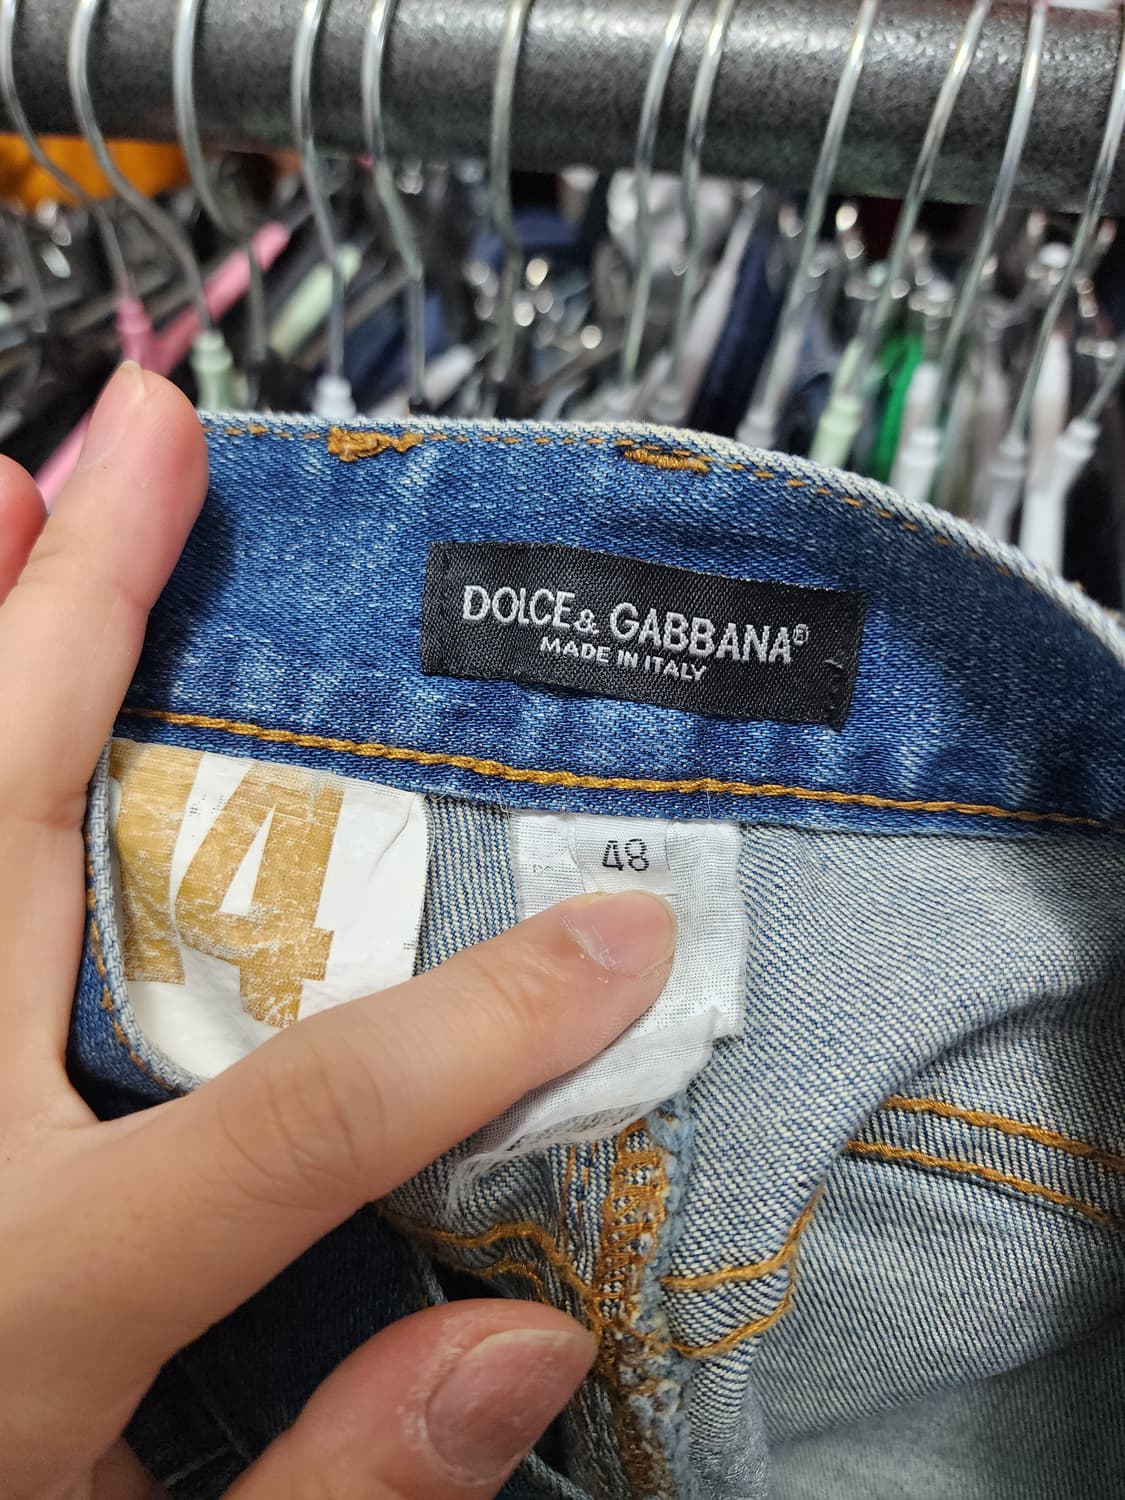 DOLCE & GABBANA®
MADE IN ITALY
14
48